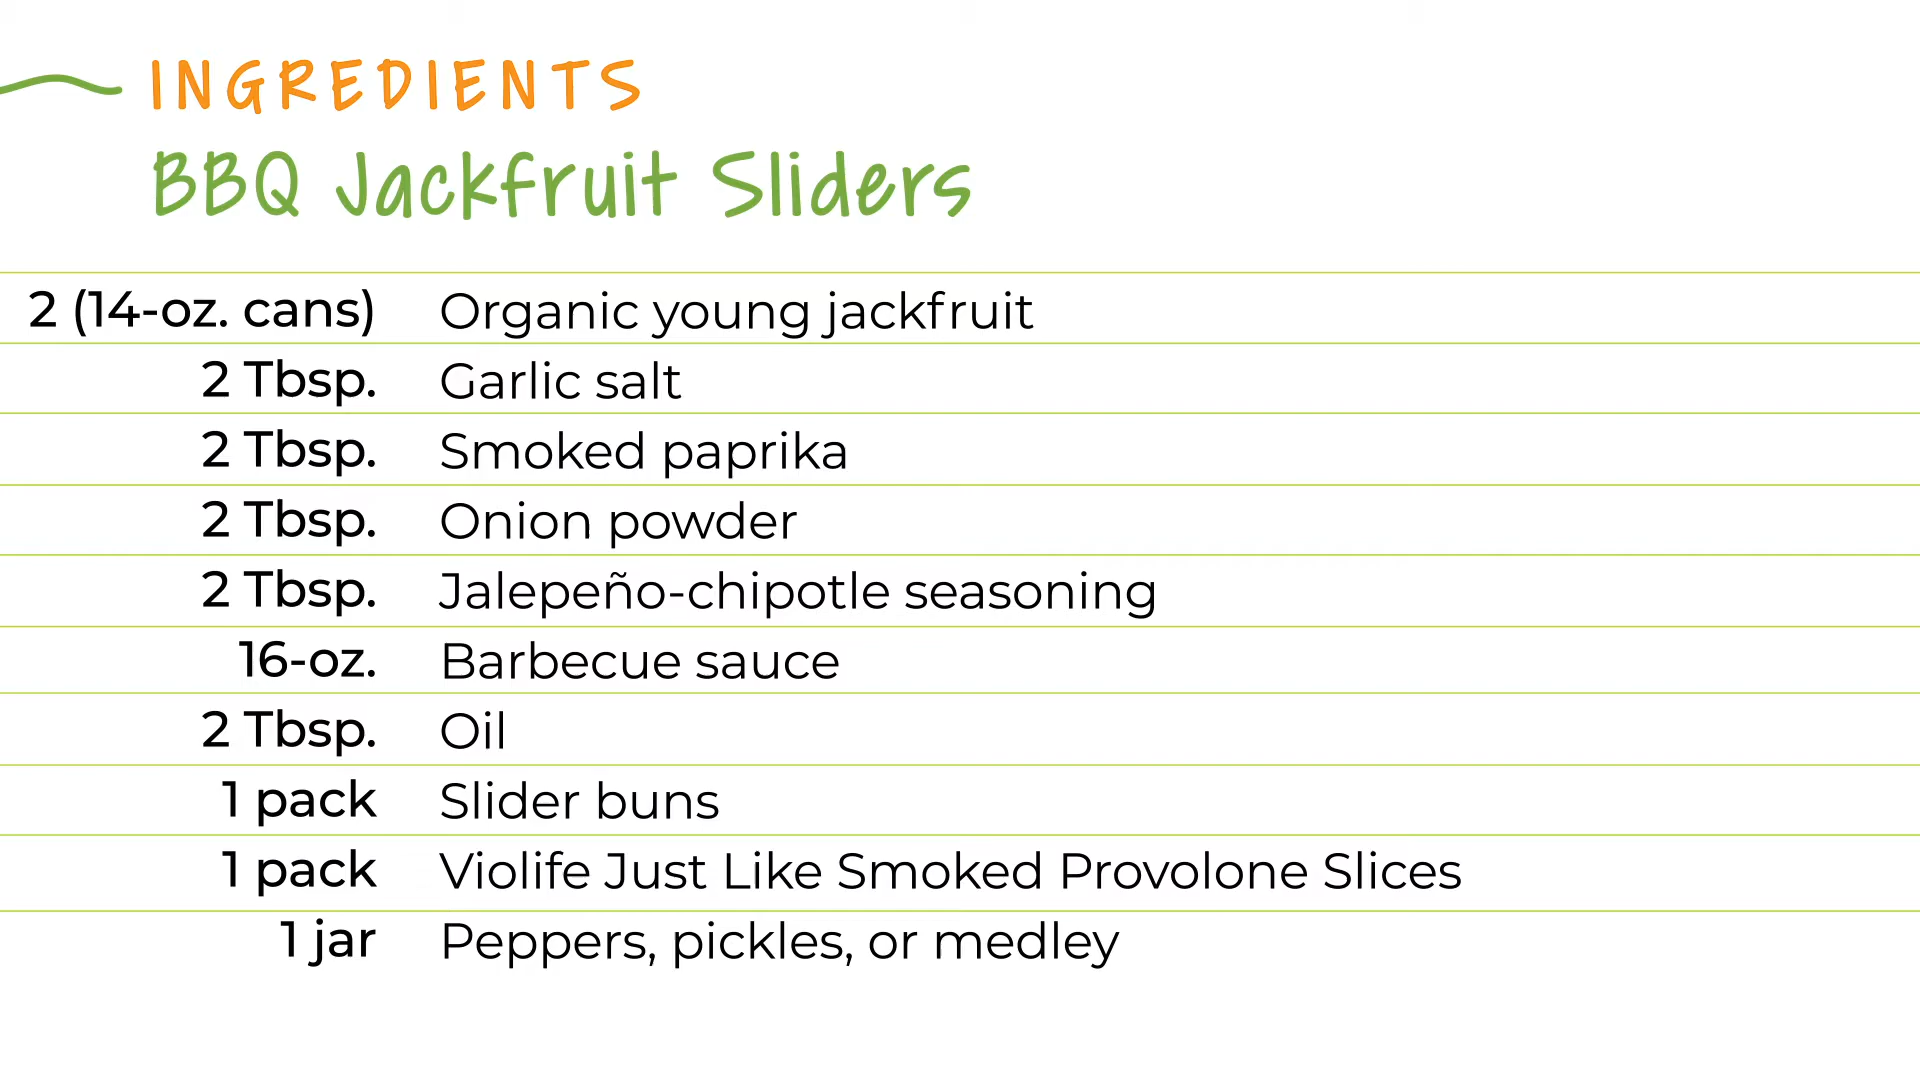 INGREDIENTS
BBQ Jackfruit Sliders
2 (14-oz. cans) Organic young jackfruit
2 Tbsp. Garlic salt
2 Tbsp. Smoked paprika
2 Tbsp. Onion powder
2 Tbsp. Jalepeño-chipotle seasoning
16-oz. Barbecue sauce
2 Tbsp. Oil
1 pack Slider buns
1 pack Violife Just Like Smoked Provolone Slices
1 jar Peppers, pickles, or medley